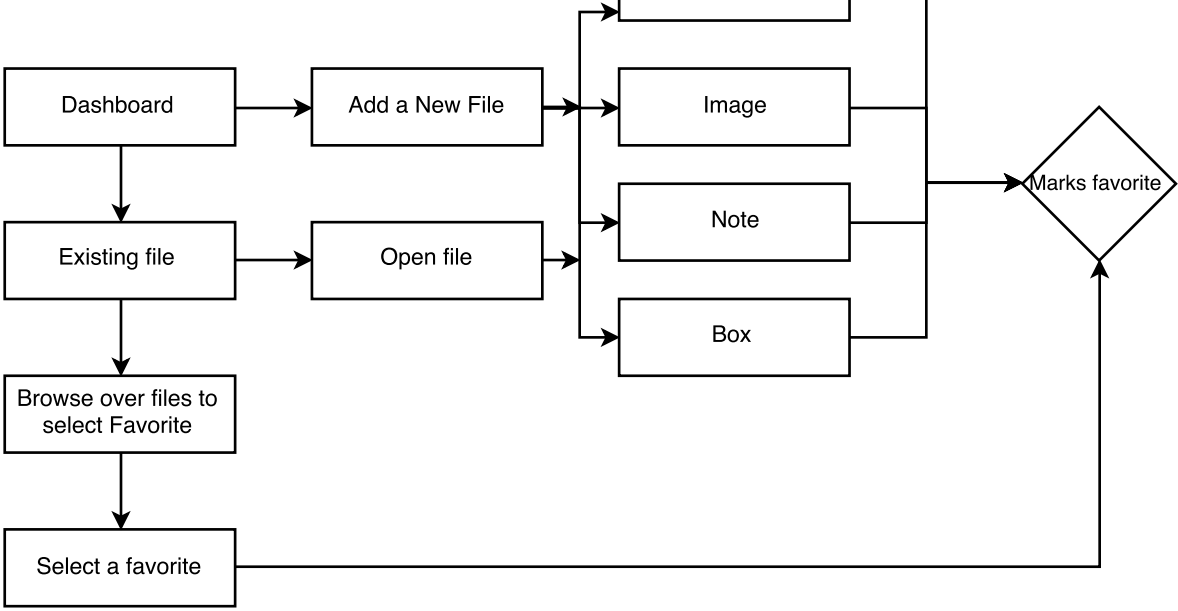 Dashboard
Add a New File
Image
Marks favorite
Note
Existing file
Open file
Box
Browse over files to
select Favorite
Select a favorite